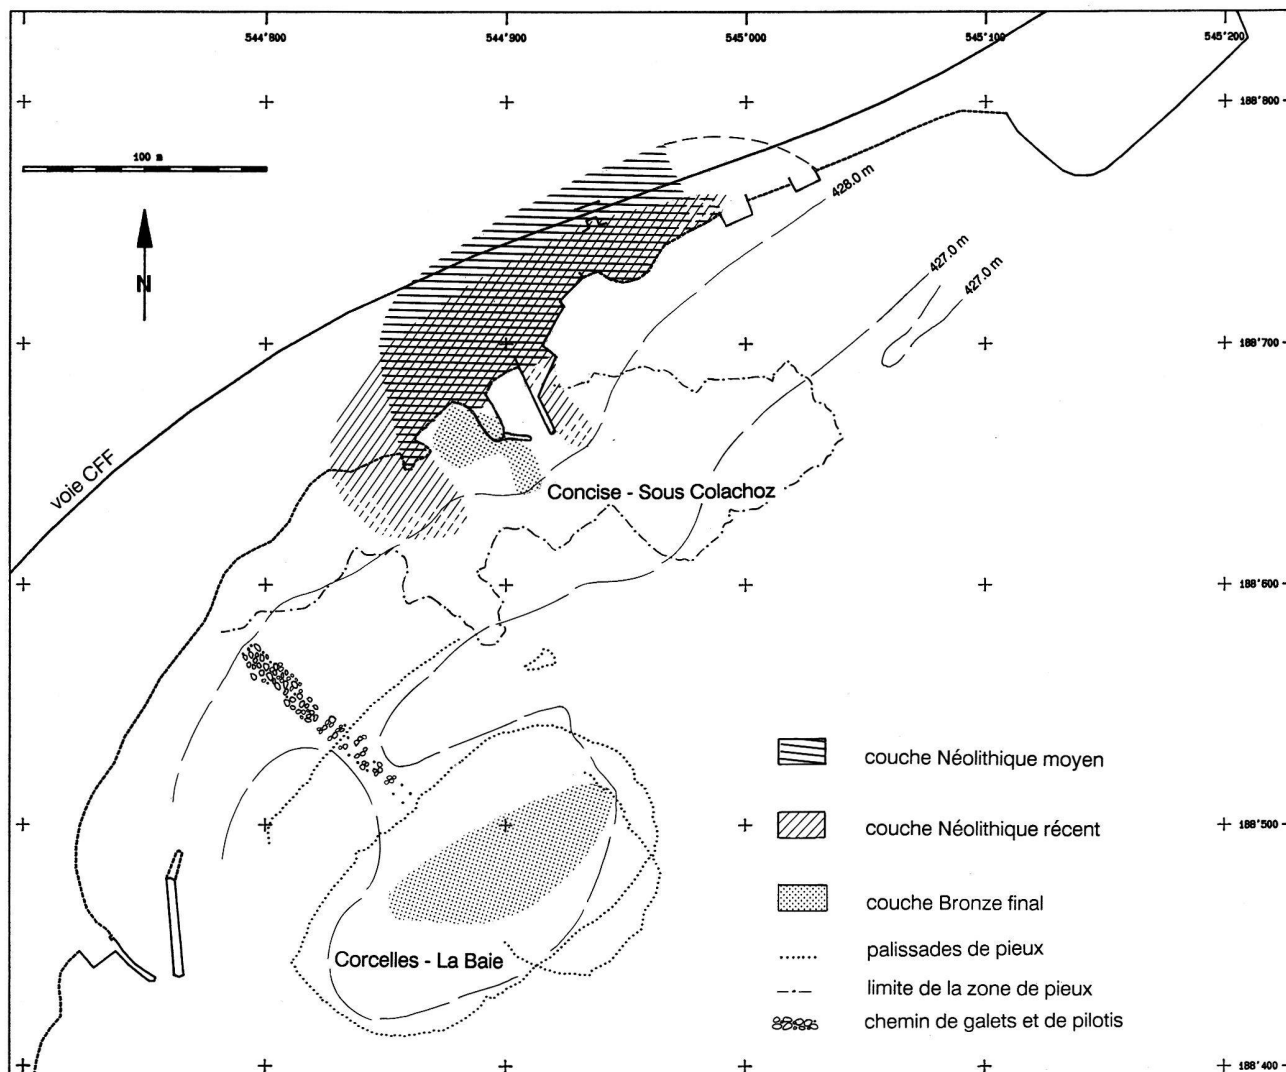 544'800
544'900
545'000
545'100
545'200
188'800
100 m
428.0 m
N
427.0 m
427.0 m
188'700
voie CFF
Concise - Sous Colachoz
188'600
couche Néolithique moyen
couche Néolithique récent
188'500
couche Bronze final
palissades de pieux
Corcelles - La Baie
limite de la zone de pieux
chemin de galets et de pilotis
188'400